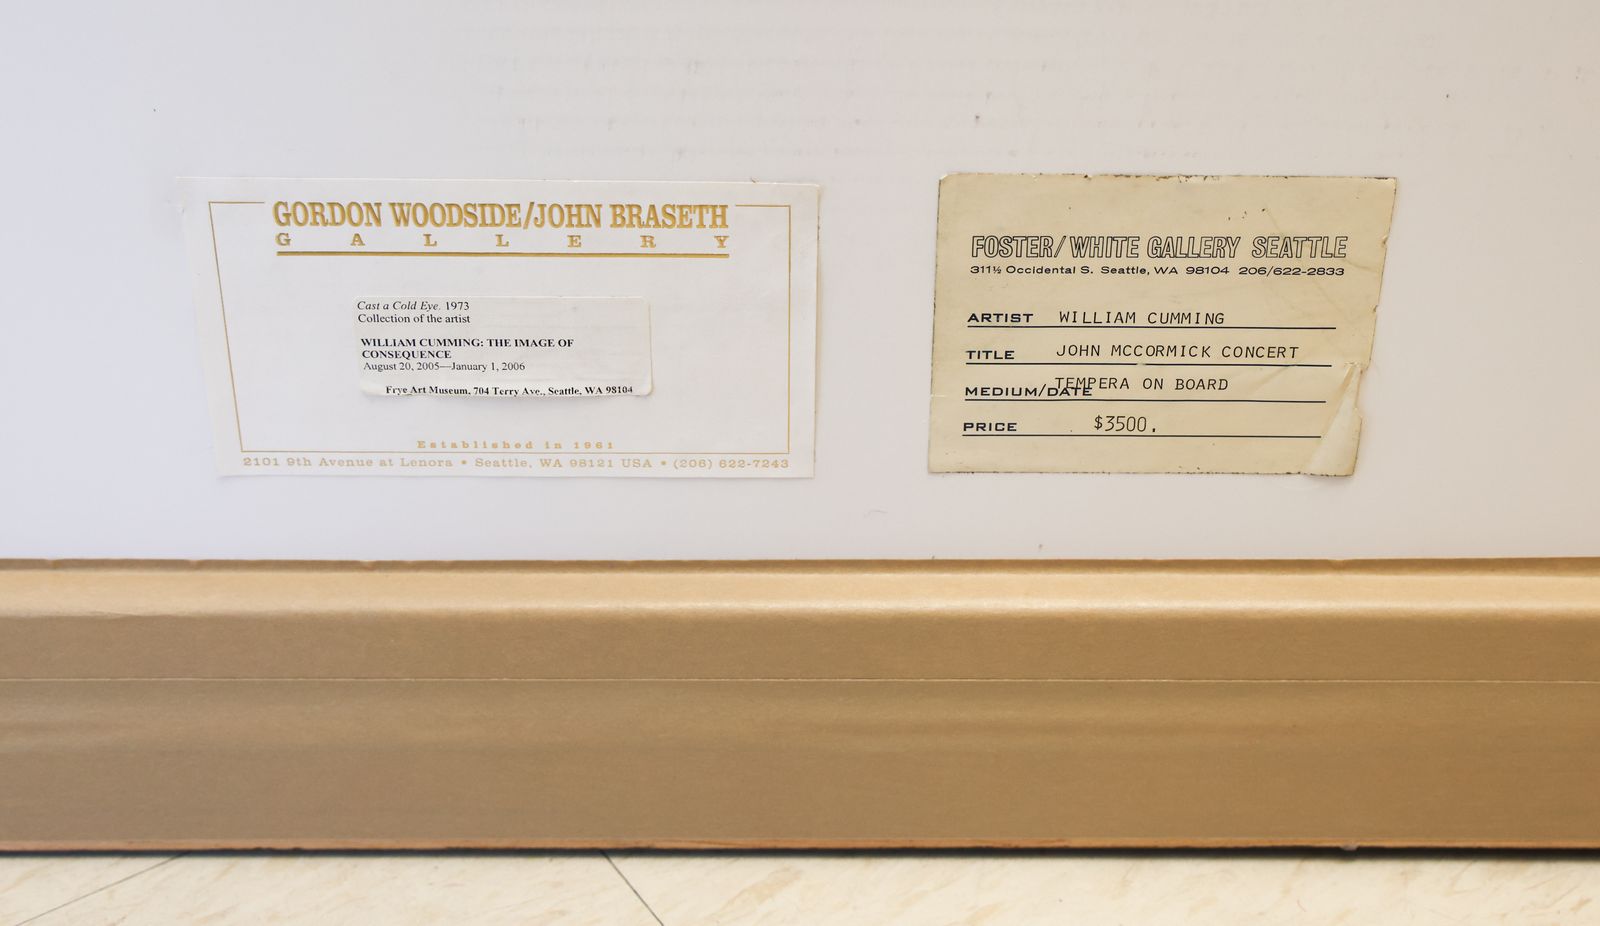 GORDON WOODSIDE/JOHN BRASETH
GALLERY
Cast a Cold Eye. 1973
Collection of the artist
WILLIAM CUMMING: THE IMAGE OF
CONSEQUENCE
August 20, 2005—January 1, 2006
Frye Art Museum, 704 Terry Ave., Seattle, WA 98104
Established in 1961
2101 9th Avenue at Lenora • Seattle, WA 98121 USA • (206) 622-7243
FOSTER/WHITE GALLERY SEATTLE
311½ Occidental S. Seattle, WA 98104 206/622-2833
ARTIST WILLIAM CUMMING
TITLE JOHN MCCORMICK CONCERT
MEDIUM/DATE TEMPERA ON BOARD
PRICE $3500.